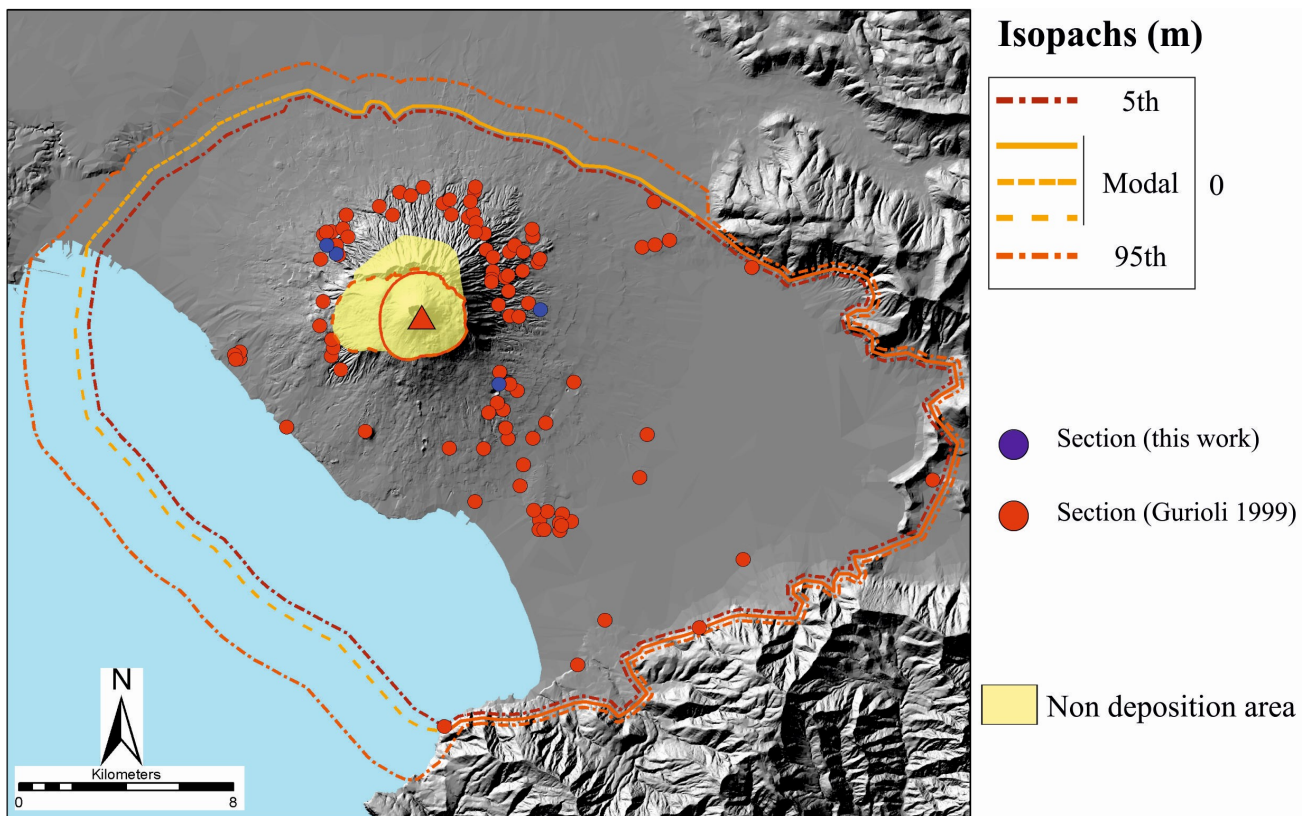 Isopachs (m)
5th
Modal 0
95th
Section (this work)
Section (Gurioli 1999)
Non deposition area
N
Kilometers
0 8